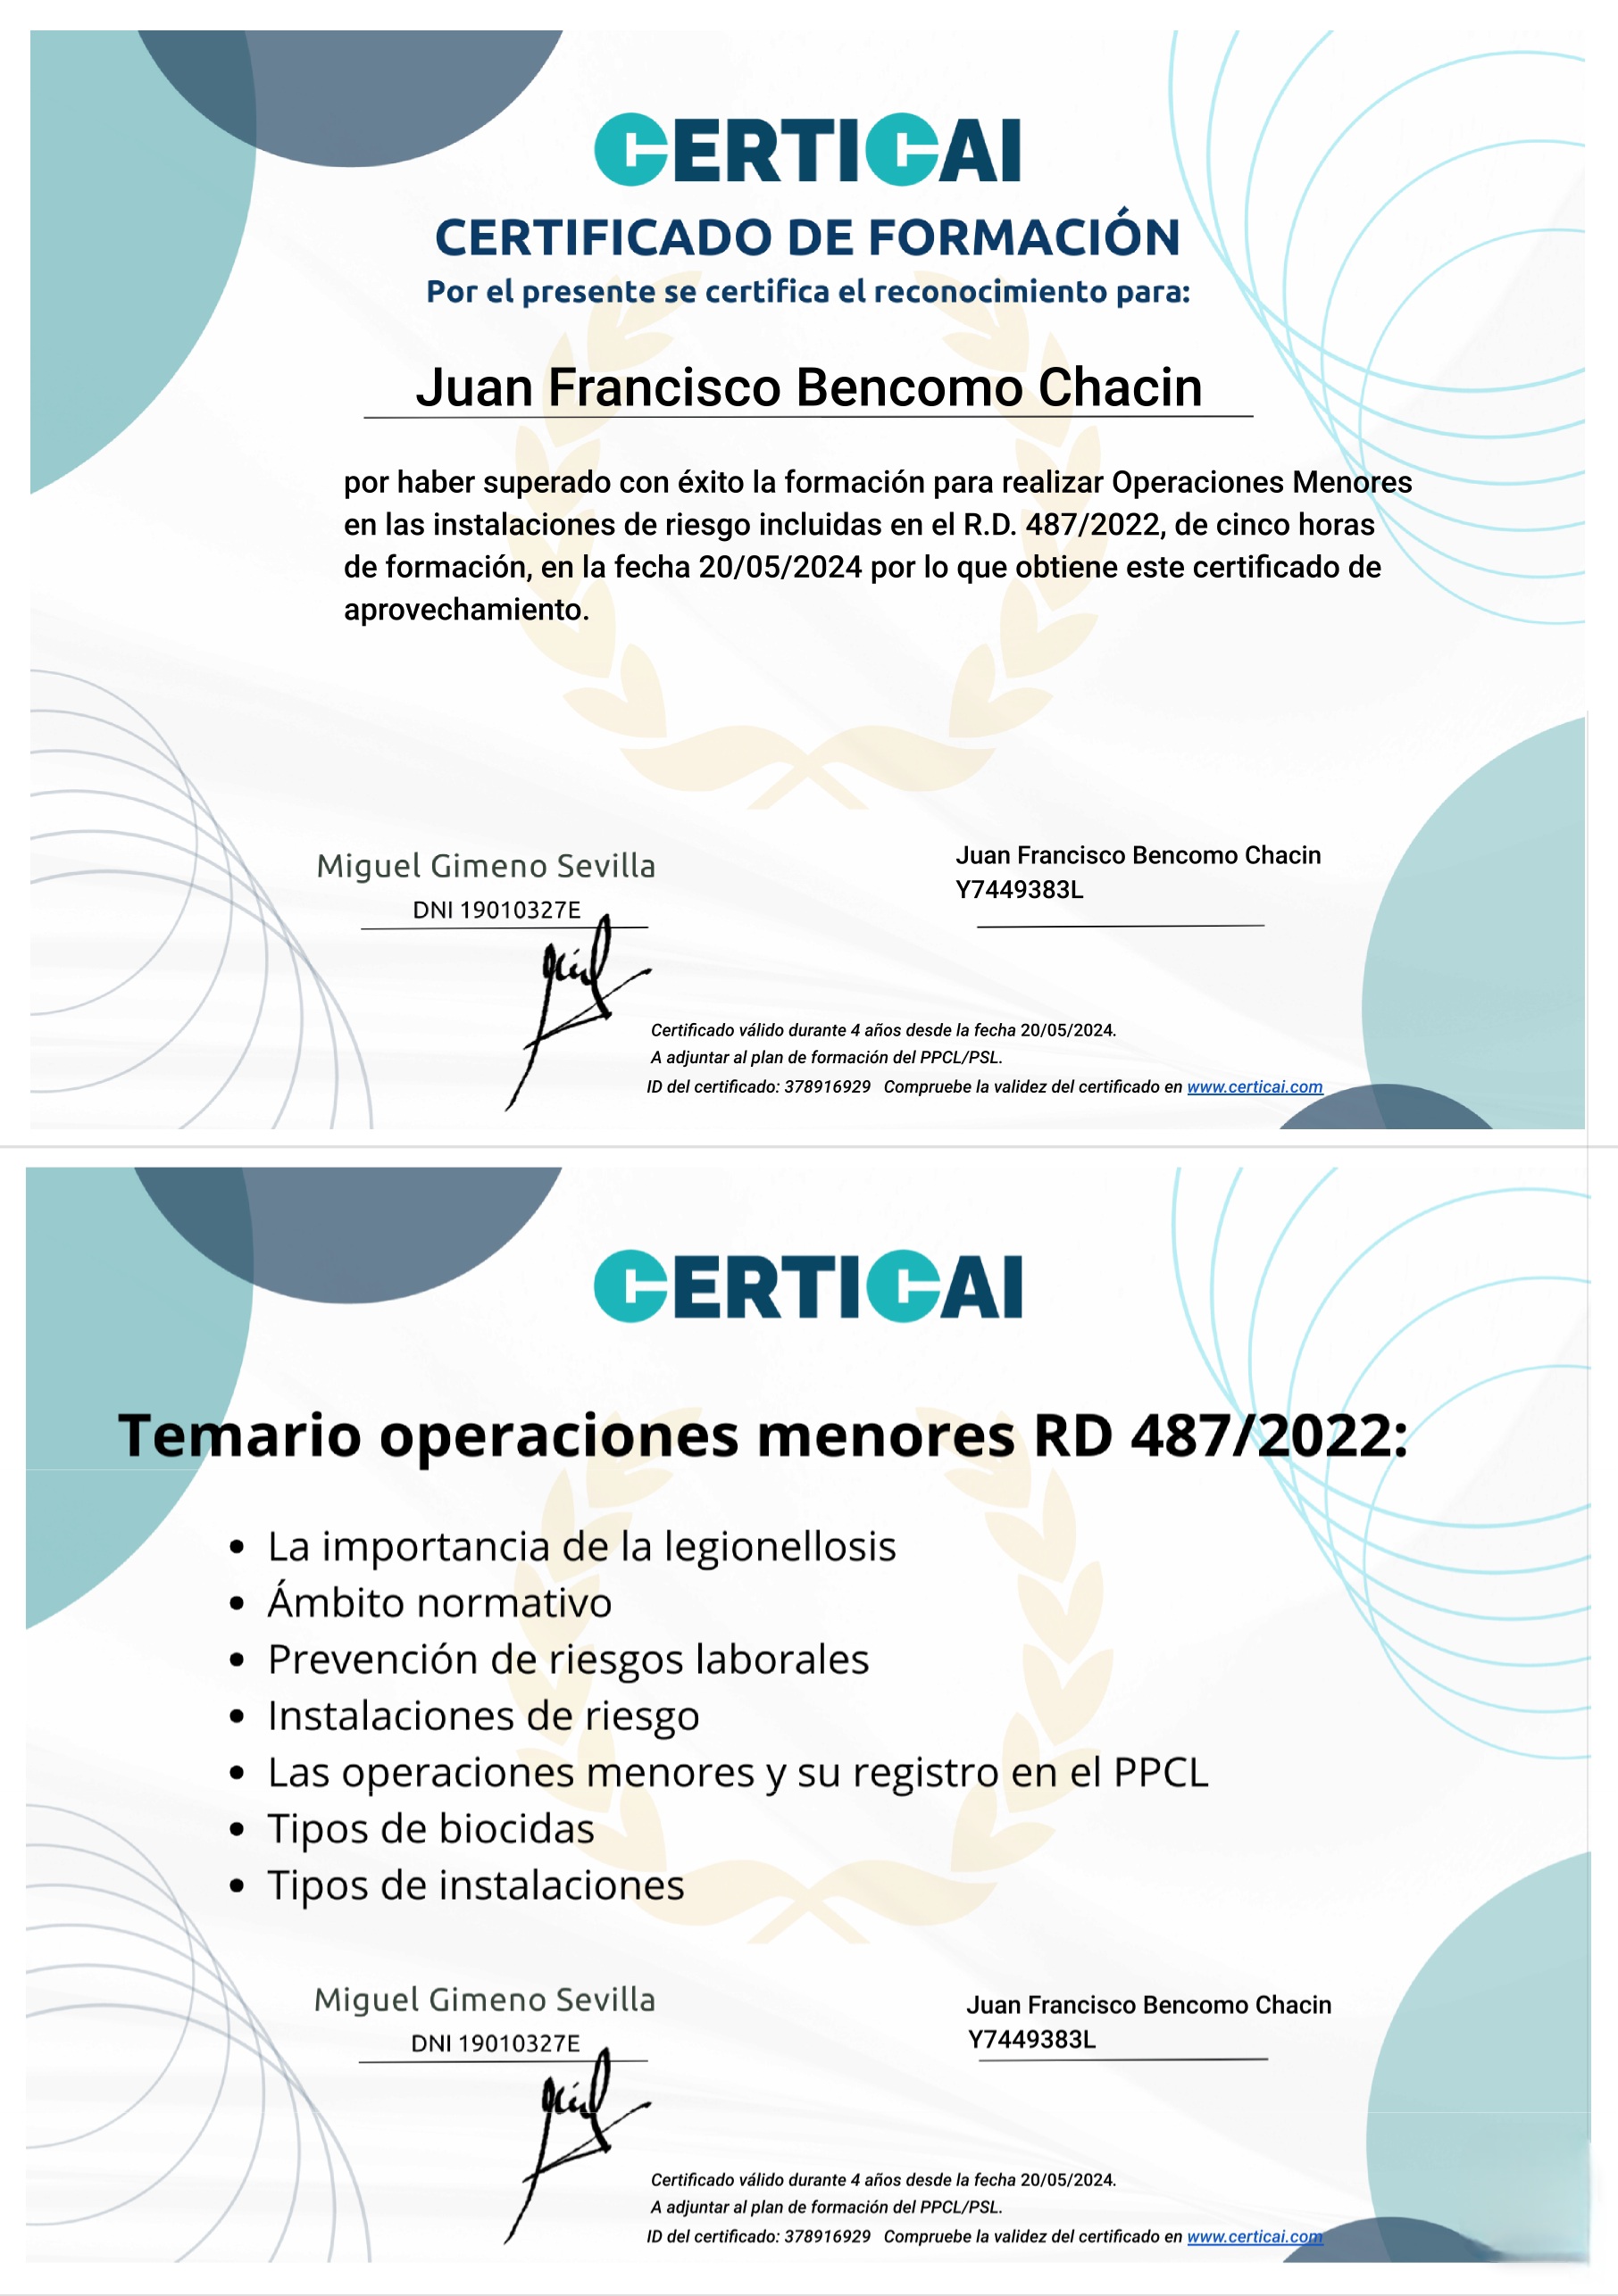 CERTICAI
CERTIFICADO DE FORMACIÓN
Por el presente se certifica el reconocimiento para:
Juan Francisco Bencomo Chacin
por haber superado con éxito la formación para realizar Operaciones Menores
en las instalaciones de riesgo incluidas en el R.D. 487/2022, de cinco horas
de formación, en la fecha 20/05/2024 por lo que obtiene este certificado de
aprovechamiento.
Miguel Gimeno Sevilla
DNI 19010327E
Juan Francisco Bencomo Chacin
Y7449383L
Certificado válido durante 4 años desde la fecha 20/05/2024.
A adjuntar al plan de formación del PPCL/PSL.
ID del certificado: 378916929 Compruebe la validez del certificado en www.certicai.com
CERTICAI
Temario operaciones menores RD 487/2022:
• La importancia de la legionellosis
• Ámbito normativo
• Prevención de riesgos laborales
• Instalaciones de riesgo
• Las operaciones menores y su registro en el PPCL
• Tipos de biocidas
• Tipos de instalaciones
Miguel Gimeno Sevilla
DNI 19010327E
Juan Francisco Bencomo Chacin
Y7449383L
Certificado válido durante 4 años desde la fecha 20/05/2024.
A adjuntar al plan de formación del PPCL/PSL.
ID del certificado: 378916929 Compruebe la validez del certificado en www.certicai.com